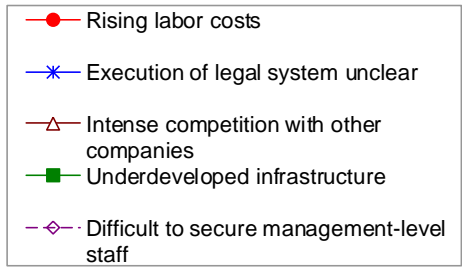 Rising labor costs
Execution of legal system unclear
Intense competition with other
companies
Underdeveloped infrastructure
Difficult to secure management-level
staff